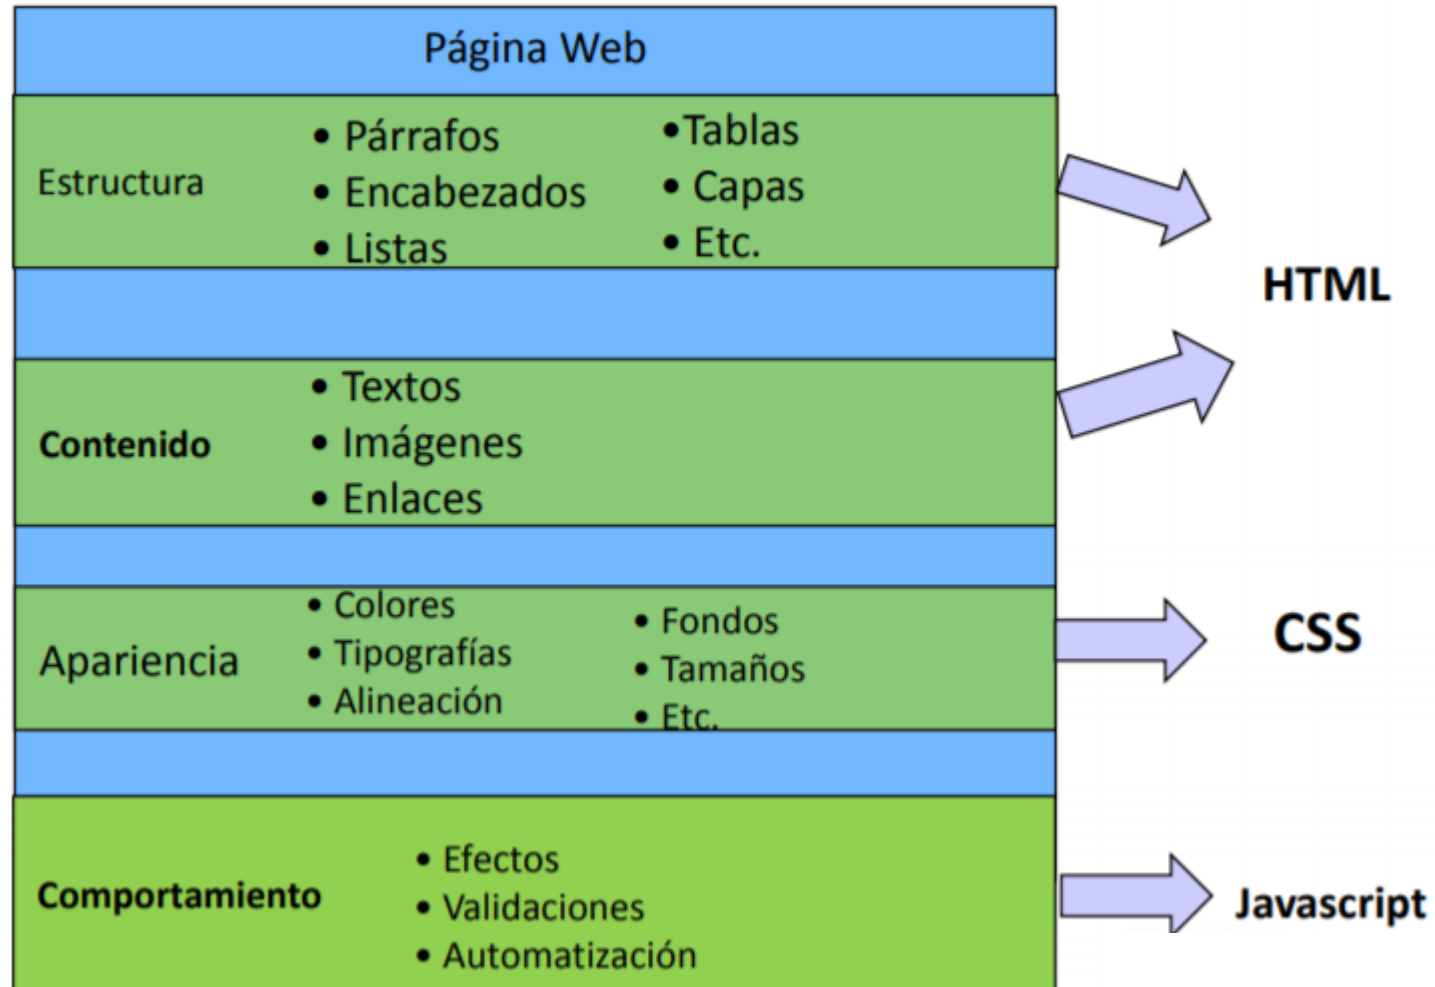 Página Web
Estructura
• Párrafos
• Encabezados
• Listas
•Tablas
• Capas
• Etc.
HTML
Contenido
• Textos
• Imágenes
• Enlaces
Apariencia
• Colores
• Tipografías
• Alineación
• Fondos
• Tamaños
• Etc.
CSS
Comportamiento
• Efectos
• Validaciones
• Automatización
Javascript